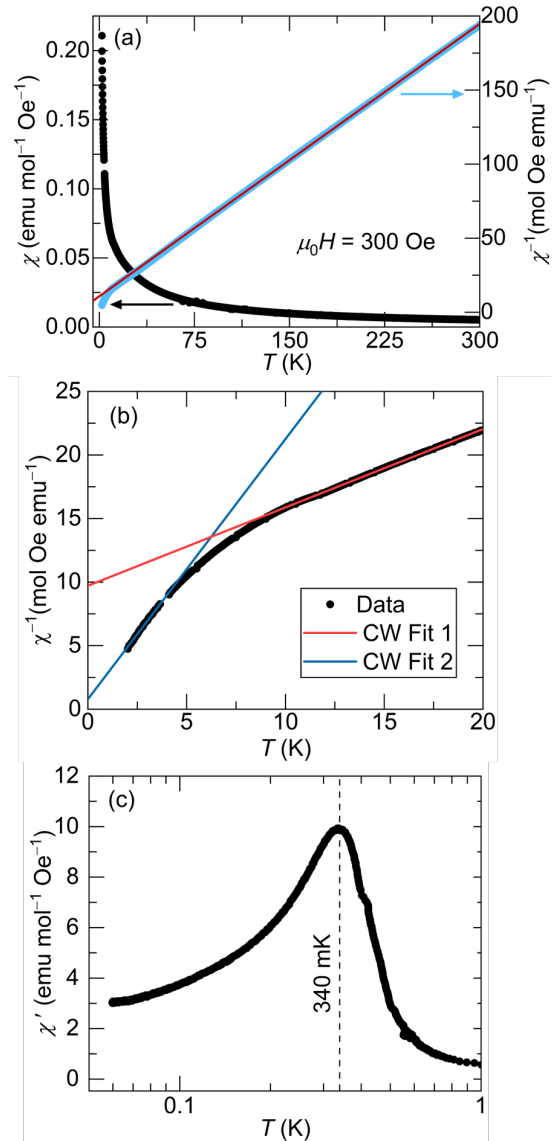 (a)
0.20
0.15
0.10
0.05
0.00
χ (emu mol⁻¹ Oe⁻¹)
200
150
100
50
0
χ⁻¹(mol Oe emu⁻¹)
μ₀H = 300 Oe
0 75 150 225 300
T (K)
(b)
25
20
15
10
5
0
χ⁻¹(mol Oe emu⁻¹)
Data
CW Fit 1
CW Fit 2
0 5 10 15 20
T (K)
(c)
12
10
8
6
4
2
0
χ′ (emu mol⁻¹ Oe⁻¹)
340 mK
0.1 1
T (K)